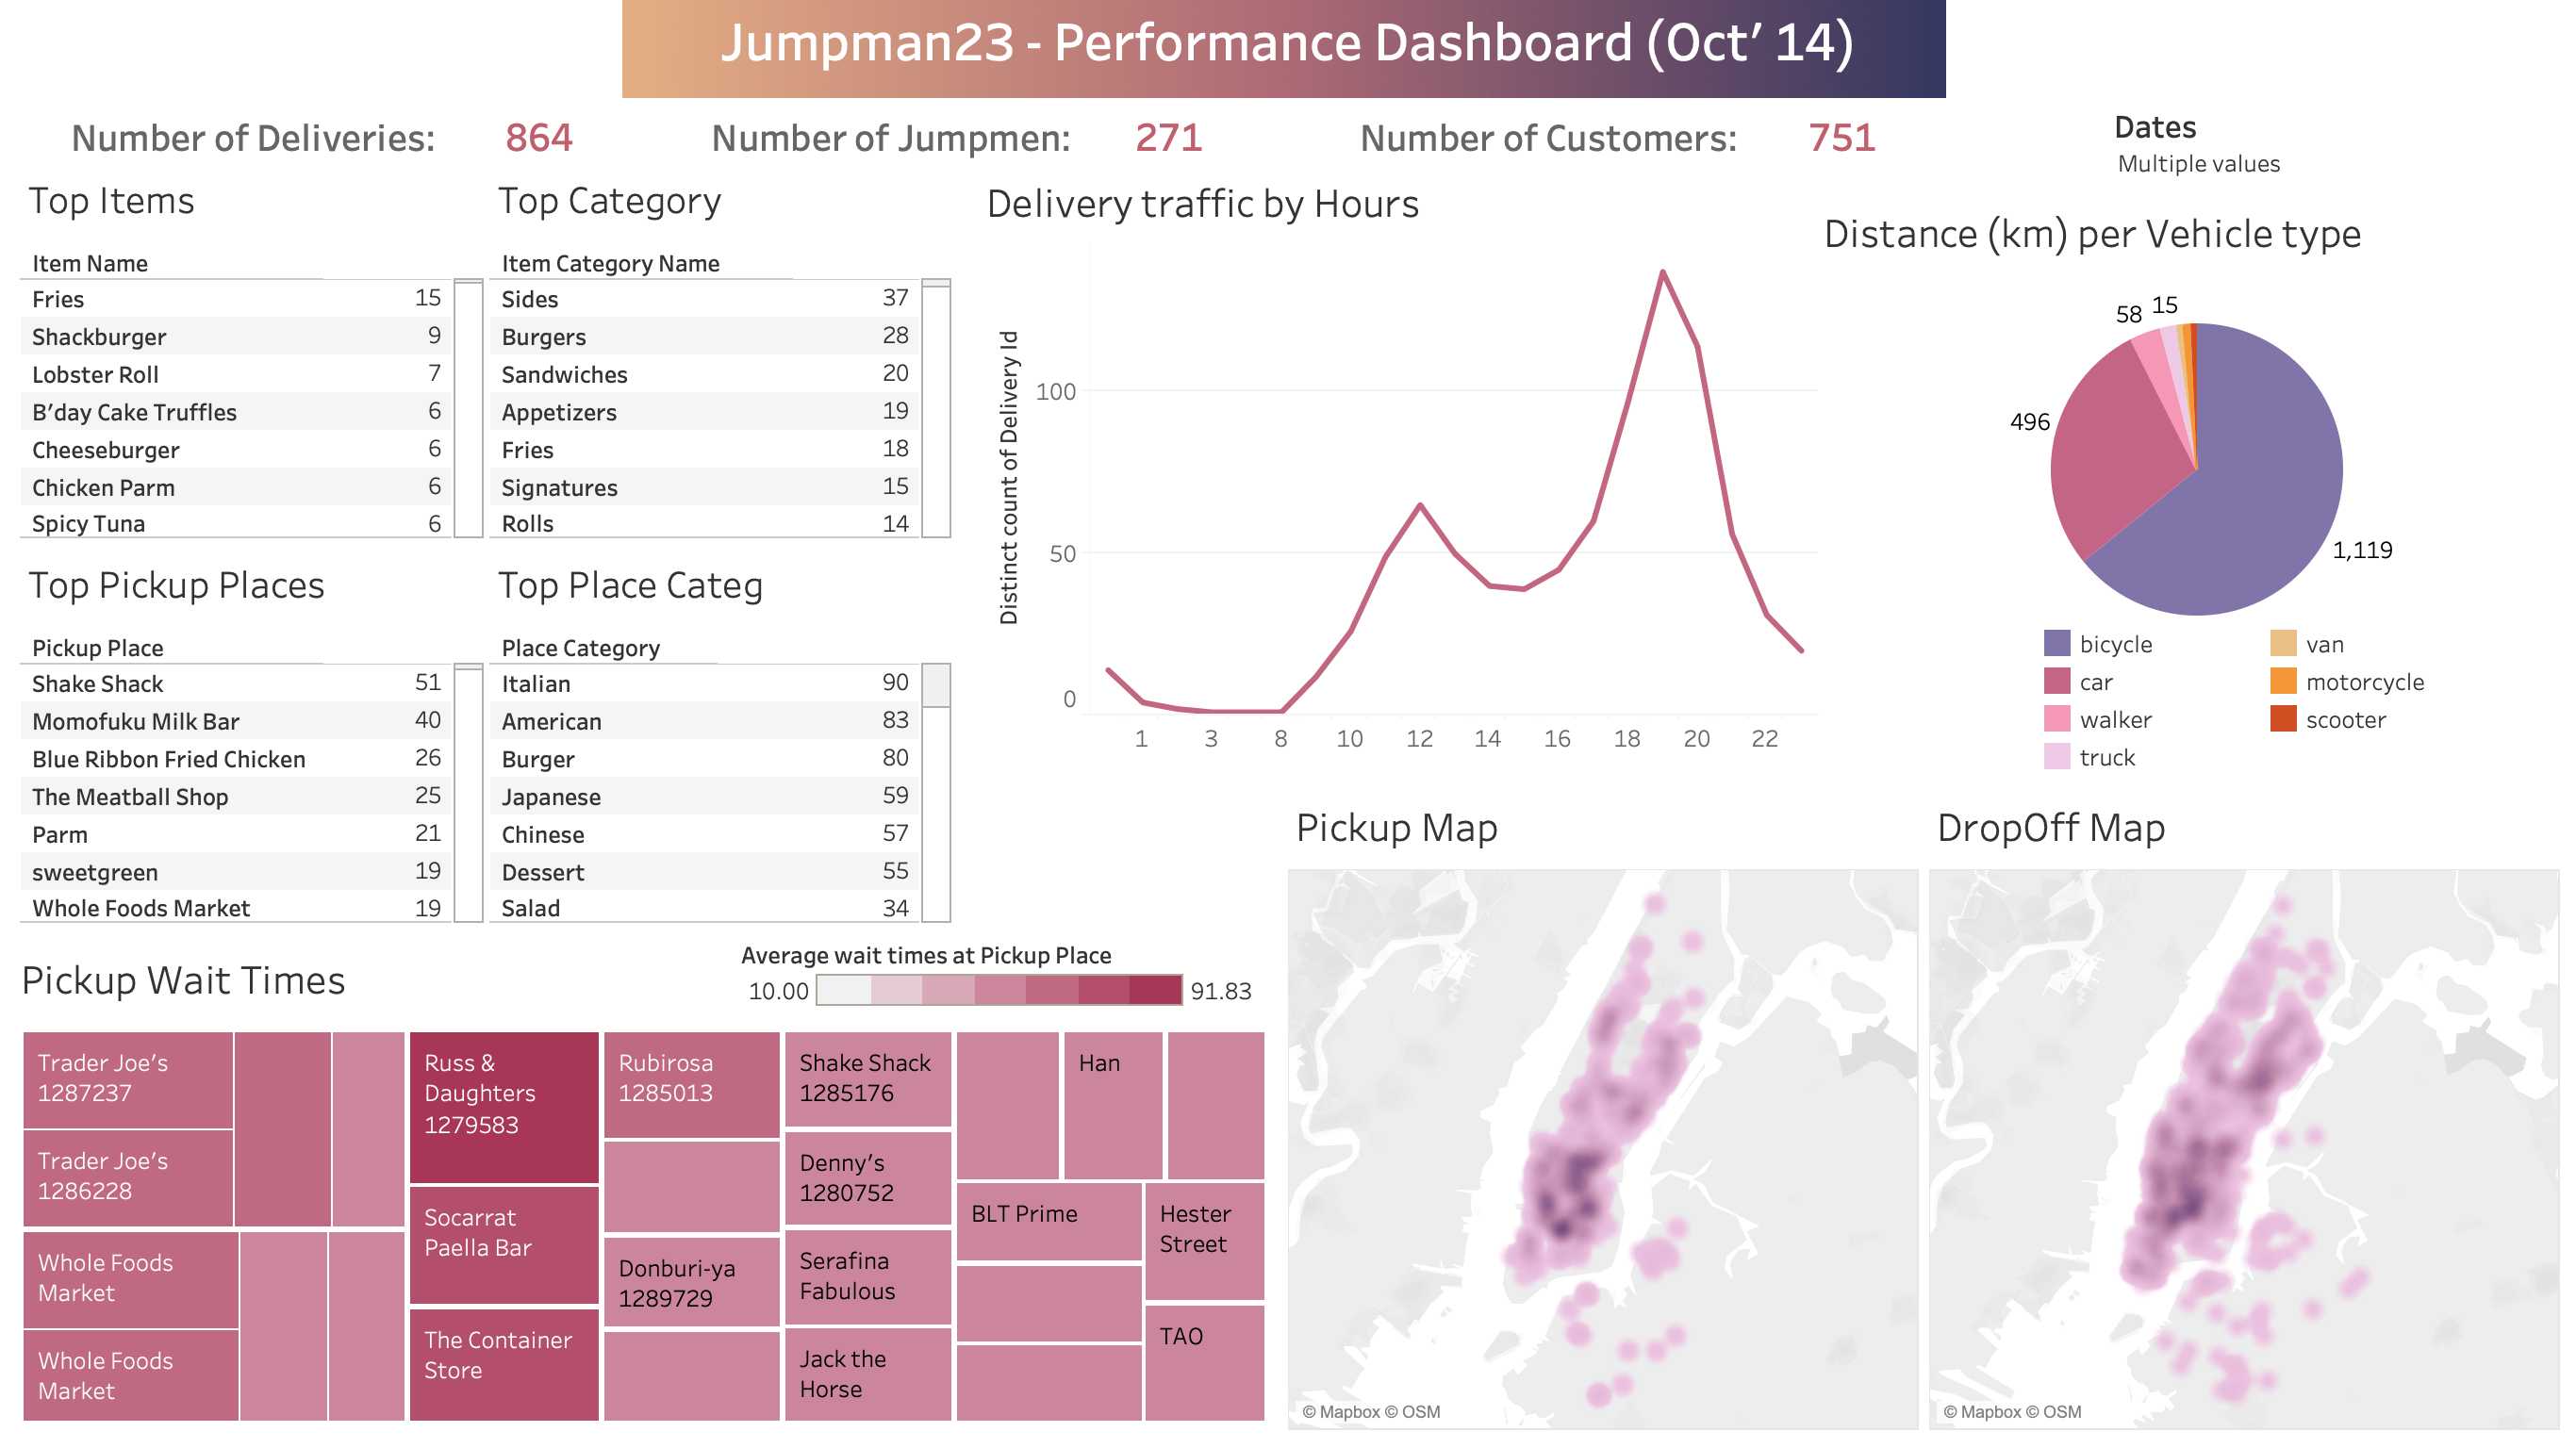 Jumpman23 - Performance Dashboard (Oct’ 14)
Number of Deliveries: 864 Number of Jumpmen: 271 Number of Customers: 751
Dates
Multiple values
Top Items
Item Name
Fries 15
Shackburger 9
Lobster Roll 7
B’day Cake Truffles 6
Cheeseburger 6
Chicken Parm 6
Spicy Tuna 6
Top Category
Item Category Name
Sides 37
Burgers 28
Sandwiches 20
Appetizers 19
Fries 18
Signatures 15
Rolls 14
Delivery traffic by Hours
Distinct count of Delivery Id
100
50
0
1 3 8 10 12 14 16 18 20 22
Distance (km) per Vehicle type
58 15
496
1,119
bicycle
car
walker
truck
van
motorcycle
scooter
Top Pickup Places
Pickup Place
Shake Shack 51
Momofuku Milk Bar 40
Blue Ribbon Fried Chicken 26
The Meatball Shop 25
Parm 21
sweetgreen 19
Whole Foods Market 19
Top Place Categ
Place Category
Italian 90
American 83
Burger 80
Japanese 59
Chinese 57
Dessert 55
Salad 34
Pickup Wait Times
Average wait times at Pickup Place
10.00 91.83
Trader Joe’s
1287237
Trader Joe’s
1286228
Whole Foods
Market
Whole Foods
Market
Russ &
Daughters
1279583
Socarrat
Paella Bar
The Container
Store
Rubirosa
1285013
Donburi-ya
1289729
Shake Shack
1285176
Denny’s
1280752
Serafina
Fabulous
Jack the
Horse
Han
BLT Prime
Hester
Street
TAO
Pickup Map
© Mapbox © OSM
DropOff Map
© Mapbox © OSM